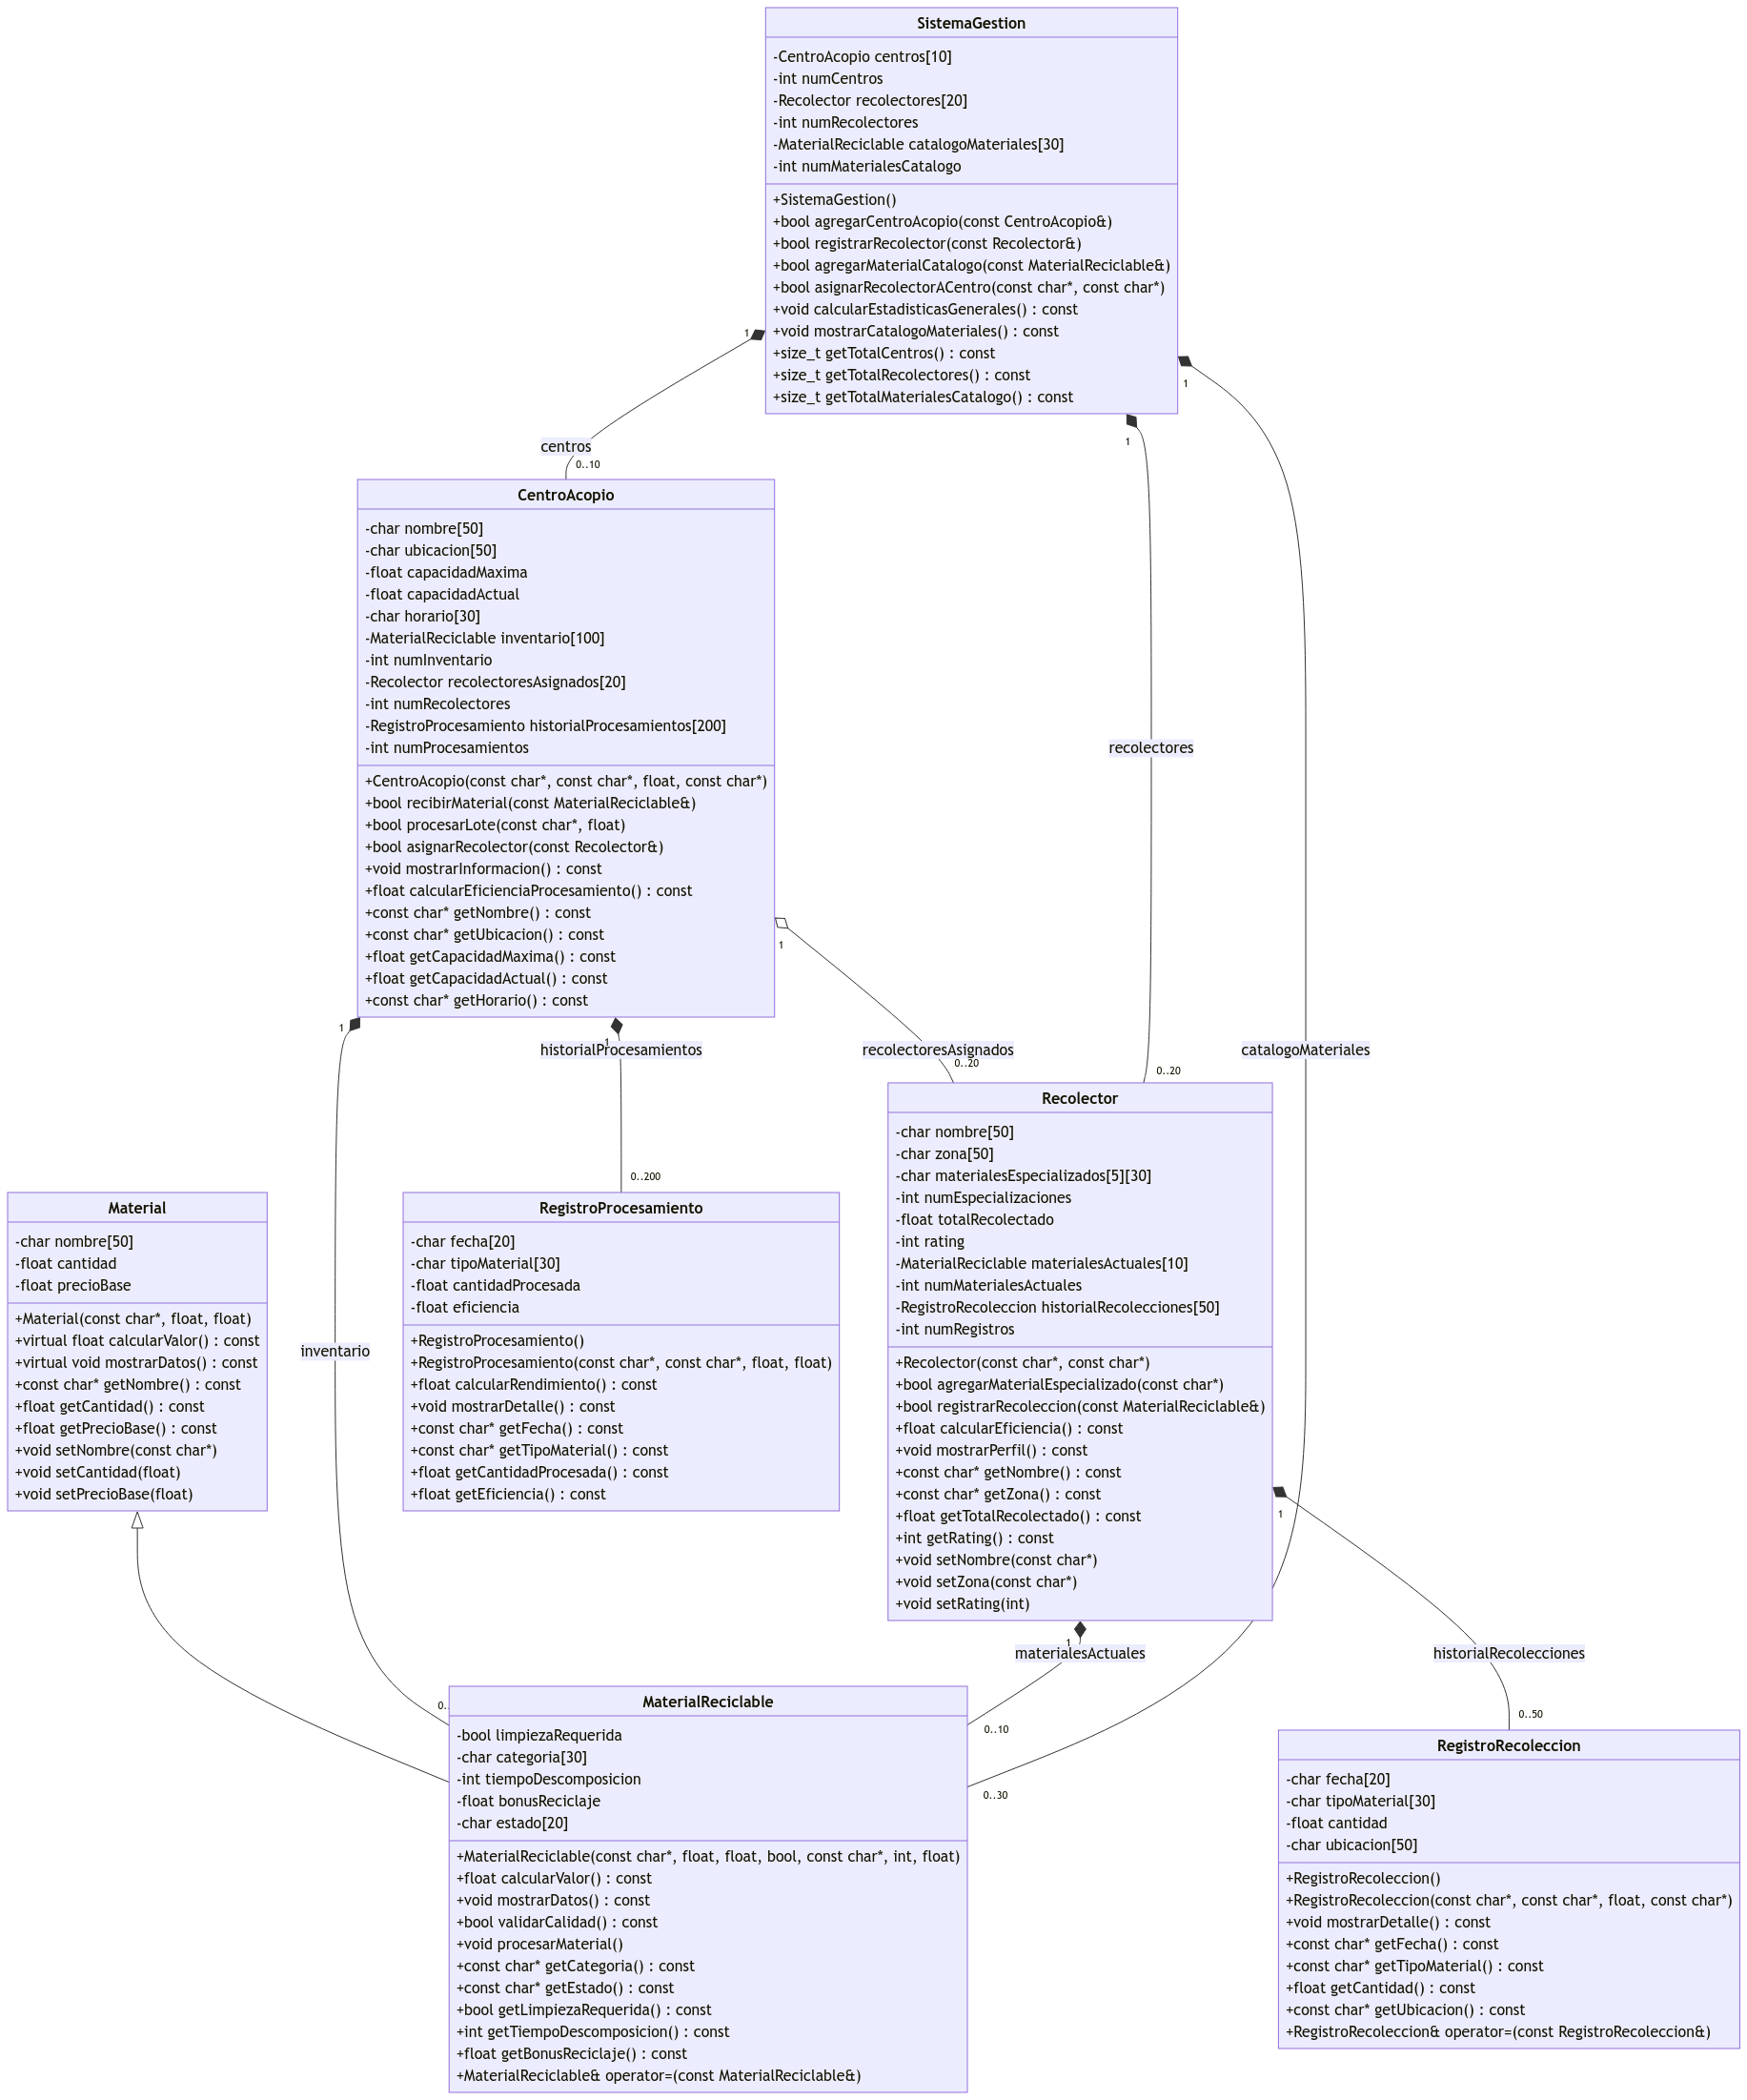 SistemaGestion
-CentroAcopio centros[10]
-int numCentros
-Recolector recolectores[20]
-int numRecolectores
-MaterialReciclable catalogoMateriales[30]
-int numMaterialesCatalogo
+SistemaGestion()
+bool agregarCentroAcopio(const CentroAcopio&)
+bool registrarRecolector(const Recolector&)
+bool agregarMaterialCatalogo(const MaterialReciclable&)
+bool asignarRecolectorACentro(const char*, const char*)
+void calcularEstadisticasGenerales() : const
+void mostrarCatalogoMateriales() : const
+size_t getTotalCentros() : const
+size_t getTotalRecolectores() : const
+size_t getTotalMaterialesCatalogo() : const
1
1
1
centros
0..10
CentroAcopio
-char nombre[50]
-char ubicacion[50]
-float capacidadMaxima
-float capacidadActual
-char horario[30]
-MaterialReciclable inventario[100]
-int numInventario
-Recolector recolectoresAsignados[20]
-int numRecolectores
-RegistroProcesamiento historialProcesamientos[200]
-int numProcesamientos
+CentroAcopio(const char*, const char*, float, const char*)
+bool recibirMaterial(const MaterialReciclable&)
+bool procesarLote(const char*, float)
+bool asignarRecolector(const Recolector&)
+void mostrarInformacion() : const
+float calcularEficienciaProcesamiento() : const
+const char* getNombre() : const
+const char* getUbicacion() : const
+float getCapacidadMaxima() : const
+float getCapacidadActual() : const
+const char* getHorario() : const
recolectores
1
1
1
historialProcesamientos
recolectoresAsignados
catalogoMateriales
0..20
0..20
0..200
Recolector
-char nombre[50]
-char zona[50]
-char materialesEspecializados[5][30]
-int numEspecializaciones
-float totalRecolectado
-int rating
-MaterialReciclable materialesActuales[10]
-int numMaterialesActuales
-RegistroRecoleccion historialRecolecciones[50]
-int numRegistros
+Recolector(const char*, const char*)
+bool agregarMaterialEspecializado(const char*)
+bool registrarRecoleccion(const MaterialReciclable&)
+float calcularEficiencia() : const
+void mostrarPerfil() : const
+const char* getNombre() : const
+const char* getZona() : const
+float getTotalRecolectado() : const
+int getRating() : const
+void setNombre(const char*)
+void setZona(const char*)
+void setRating(int)
Material
-char nombre[50]
-float cantidad
-float precioBase
+Material(const char*, float, float)
+virtual float calcularValor() : const
+virtual void mostrarDatos() : const
+const char* getNombre() : const
+float getCantidad() : const
+float getPrecioBase() : const
+void setNombre(const char*)
+void setCantidad(float)
+void setPrecioBase(float)
inventario
RegistroProcesamiento
-char fecha[20]
-char tipoMaterial[30]
-float cantidadProcesada
-float eficiencia
+RegistroProcesamiento()
+RegistroProcesamiento(const char*, const char*, float, float)
+float calcularRendimiento() : const
+void mostrarDetalle() : const
+const char* getFecha() : const
+const char* getTipoMaterial() : const
+float getCantidadProcesada() : const
+float getEficiencia() : const
1
1
materialesActuales
historialRecolecciones
0..
0..10
0..50
0..30
MaterialReciclable
-bool limpiezaRequerida
-char categoria[30]
-int tiempoDescomposicion
-float bonusReciclaje
-char estado[20]
+MaterialReciclable(const char*, float, float, bool, const char*, int, float)
+float calcularValor() : const
+void mostrarDatos() : const
+bool validarCalidad() : const
+void procesarMaterial()
+const char* getCategoria() : const
+const char* getEstado() : const
+bool getLimpiezaRequerida() : const
+int getTiempoDescomposicion() : const
+float getBonusReciclaje() : const
+MaterialReciclable& operator=(const MaterialReciclable&)
RegistroRecoleccion
-char fecha[20]
-char tipoMaterial[30]
-float cantidad
-char ubicacion[50]
+RegistroRecoleccion()
+RegistroRecoleccion(const char*, const char*, float, const char*)
+void mostrarDetalle() : const
+const char* getFecha() : const
+const char* getTipoMaterial() : const
+float getCantidad() : const
+const char* getUbicacion() : const
+RegistroRecoleccion& operator=(const RegistroRecoleccion&)